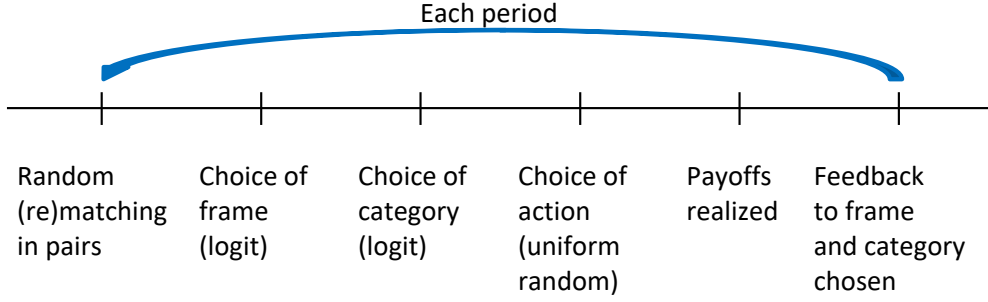 Each period
Random
(re)matching
in pairs
Choice of
frame
(logit)
Choice of
category
(logit)
Choice of
action
(uniform
random)
Payoffs
realized
Feedback
to frame
and category
chosen